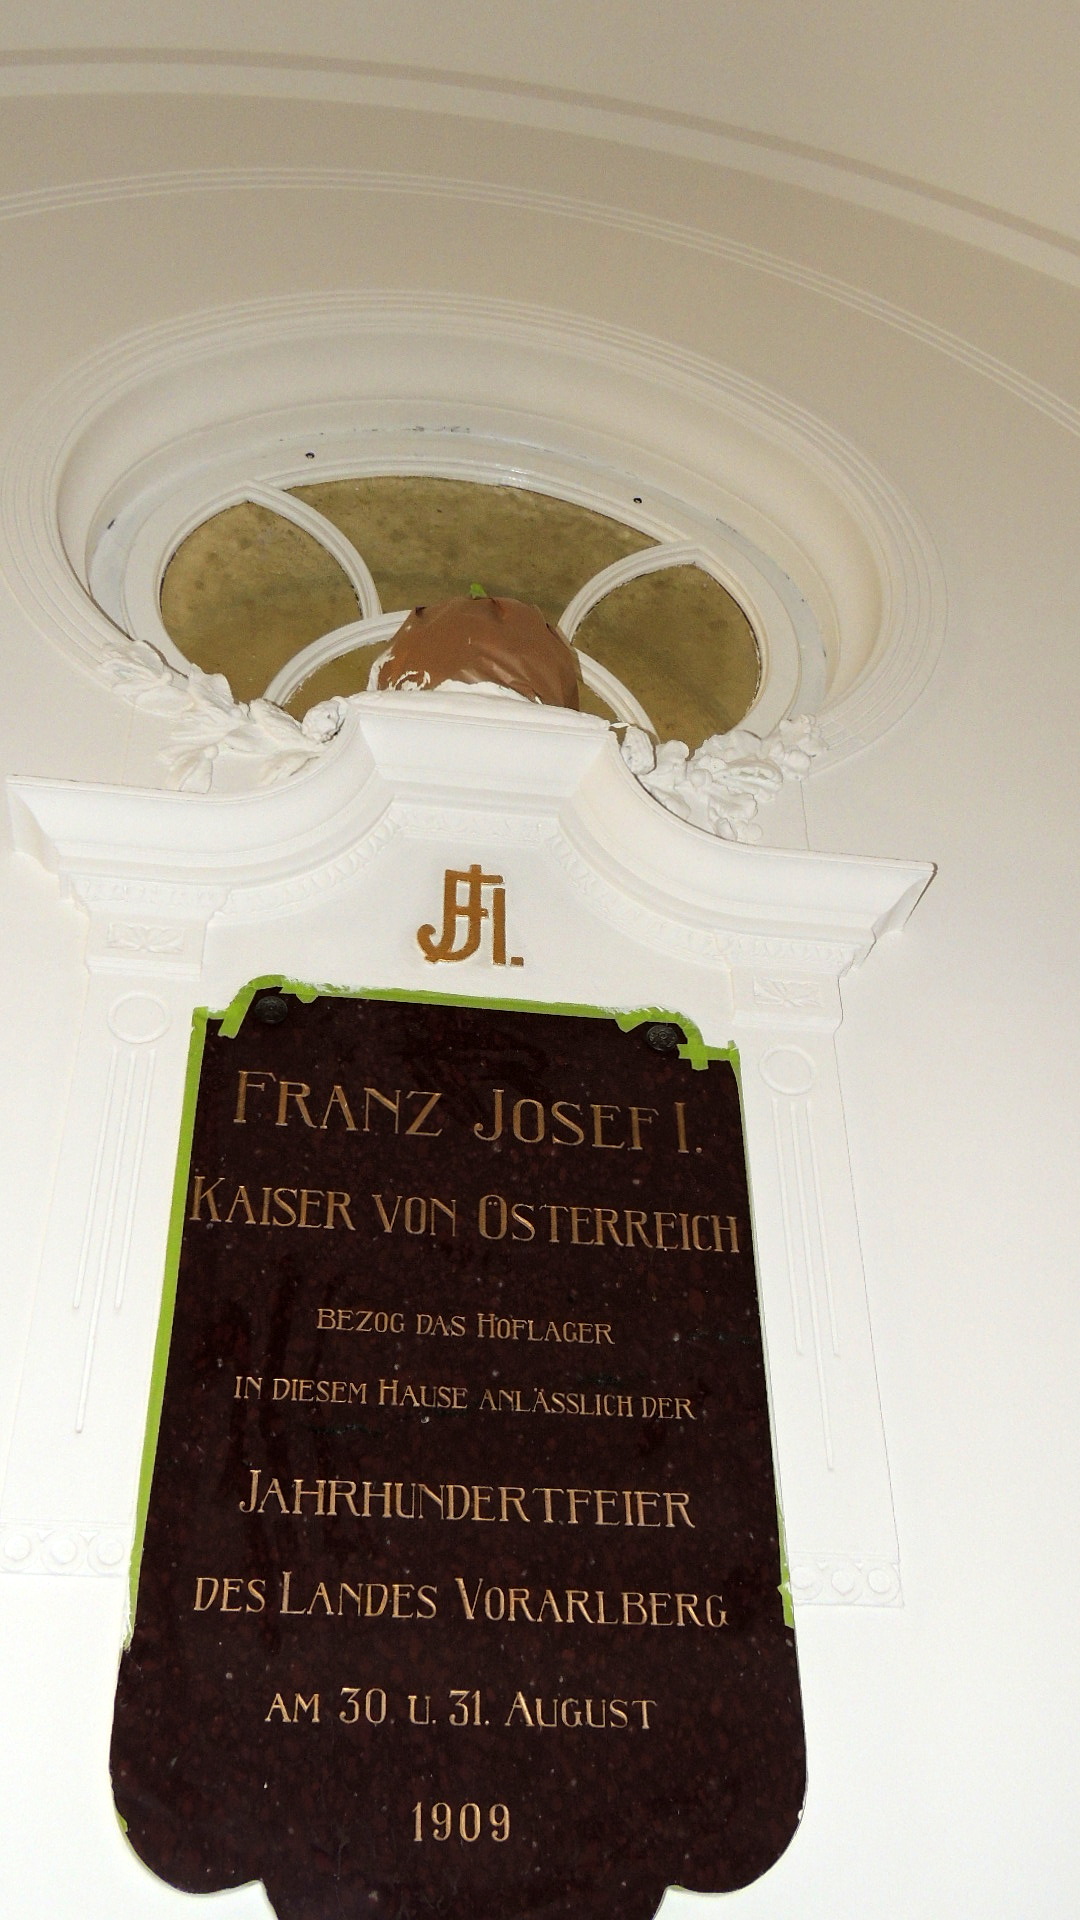 FJI.
FRANZ JOSEF I.
KAISER VON ÖSTERREICH
BEZOG DAS HOFLAGER
IN DIESEM HAUSE ANLÄSSLICH DER
JAHRHUNDERTFEIER
DES LANDES VORARLBERG
AM 30. U. 31. AUGUST
1909